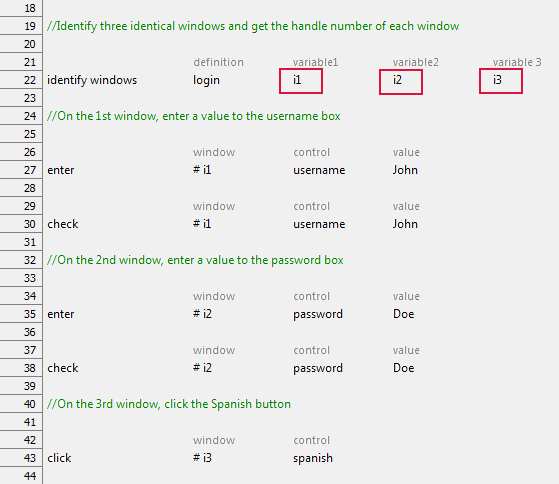 18
19 //Identify three identical windows and get the handle number of each window
20
21 definition variable1 variable2 variable 3
22 identify windows login i1 i2 i3
23
24 //On the 1st window, enter a value to the username box
25
26 window control value
27 enter # i1 username John
28
29 window control value
30 check # i1 username John
31
32 //On the 2nd window, enter a value to the password box
33
34 window control value
35 enter # i2 password Doe
36
37 window control value
38 check # i2 password Doe
39
40 //On the 3rd window, click the Spanish button
41
42 window control
43 click # i3 spanish
44